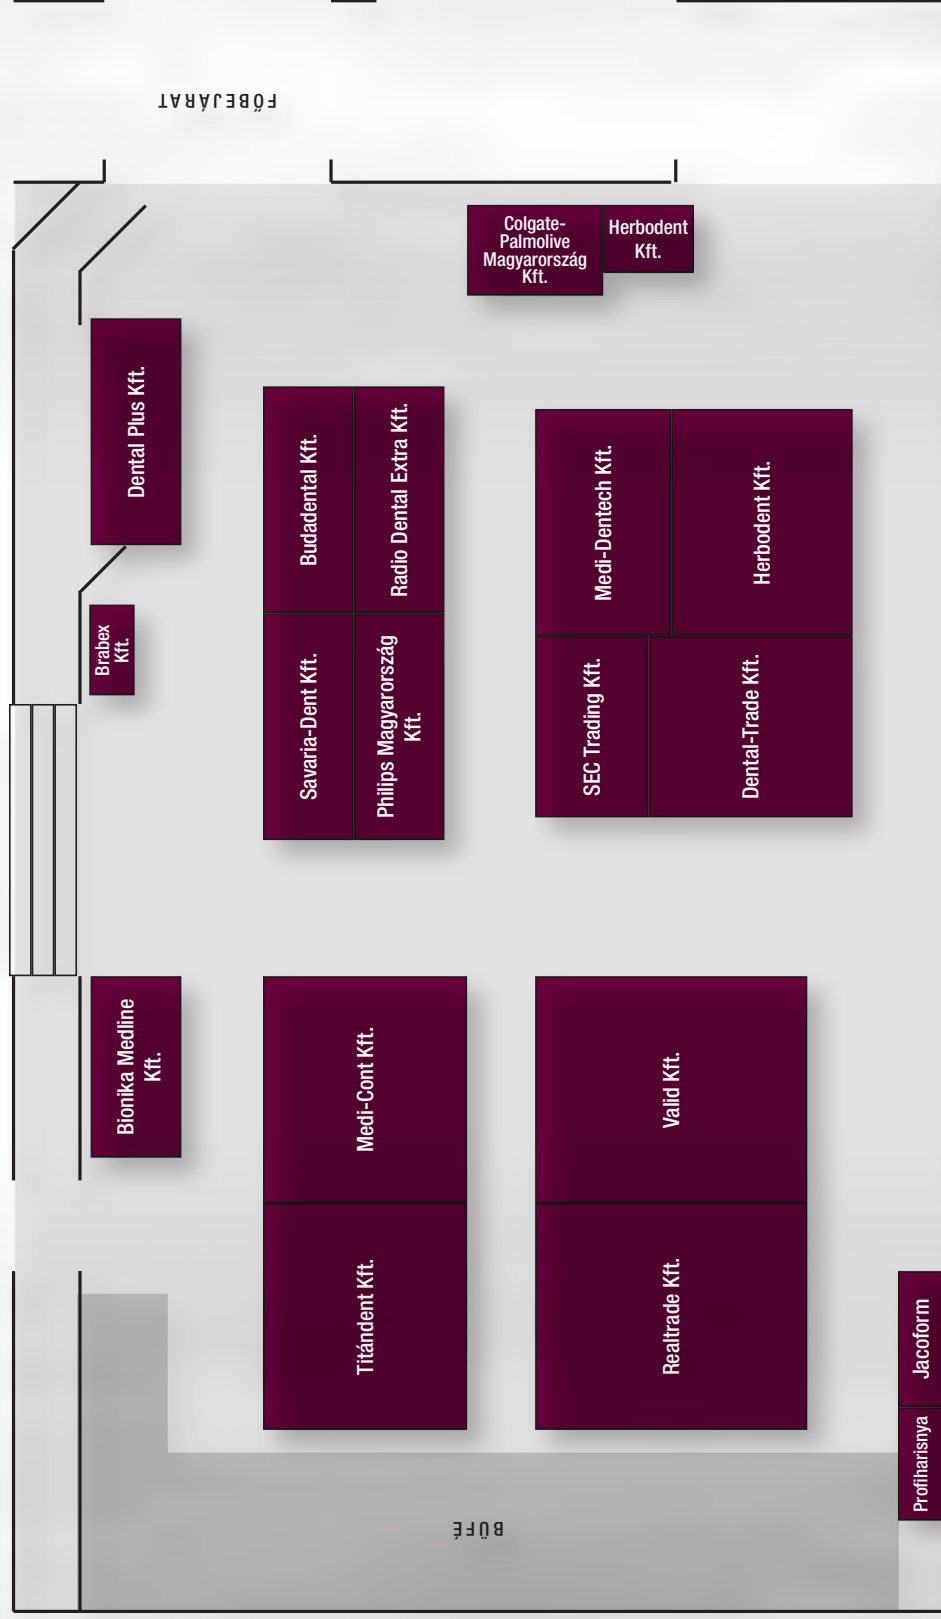 FŐBEJÁRAT
Colgate-
Palmolive
Magyarország
Kft.
Herbodent
Kft.
Dental Plus Kft.
Budadental Kft.
Radio Dental Extra Kft.
Medi-Dentech Kft.
Herbodent Kft.
Brabex
Kft.
Savaria-Dent Kft.
Philips Magyarország
Kft.
SEC Trading Kft.
Dental-Trade Kft.
Bionika Medline
Kft.
Medi-Cont Kft.
Valid Kft.
Titándent Kft.
Realtrade Kft.
Jacoform
Profiharisnya
BÜFÉ